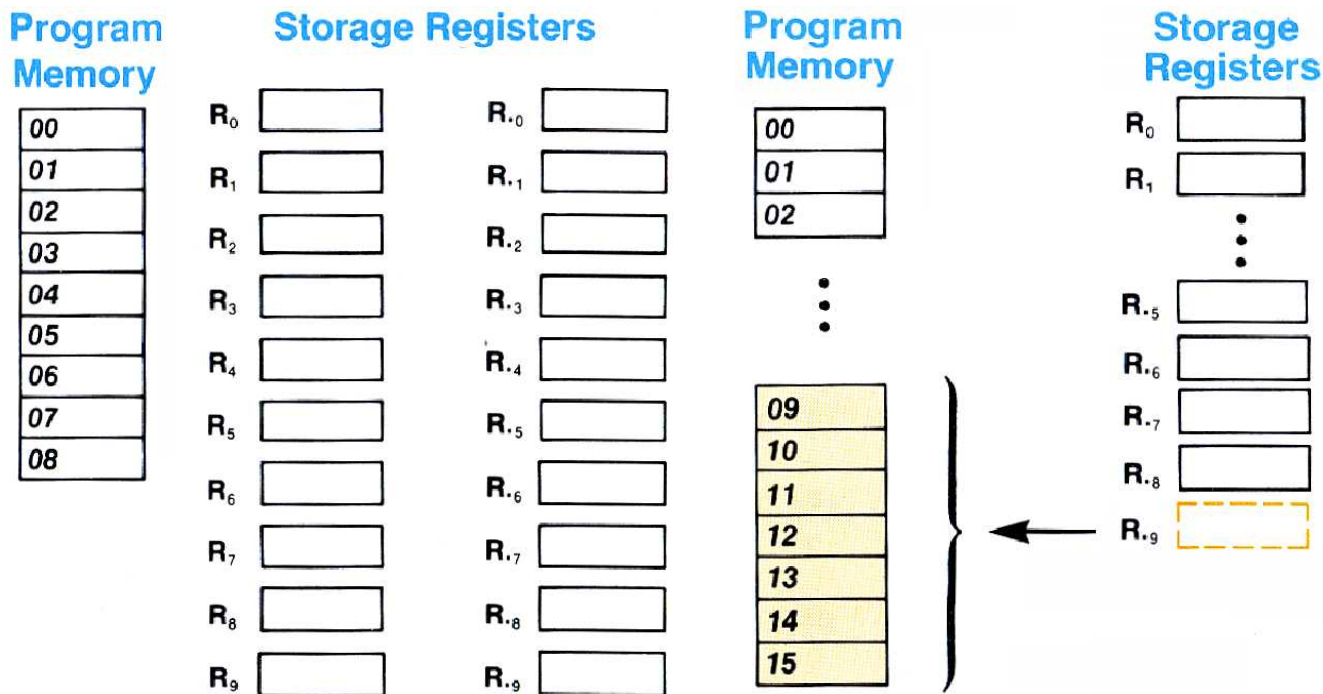 Program
Memory
00
01
02
03
04
05
06
07
08
Storage Registers
R₀
R₁
R₂
R₃
R₄
R₅
R₆
R₇
R₈
R₉
R.₀
R.₁
R.₂
R.₃
R.₄
R.₅
R.₆
R.₇
R.₈
R.₉
Program
Memory
00
01
02
09
10
11
12
13
14
15
Storage
Registers
R₀
R₁
R.₅
R.₆
R.₇
R.₈
R.₉